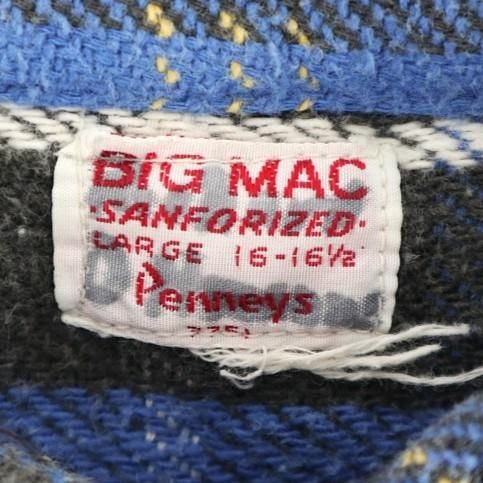 BIG MAC
·SANFORIZED·
LARGE 16-16½
Penneys